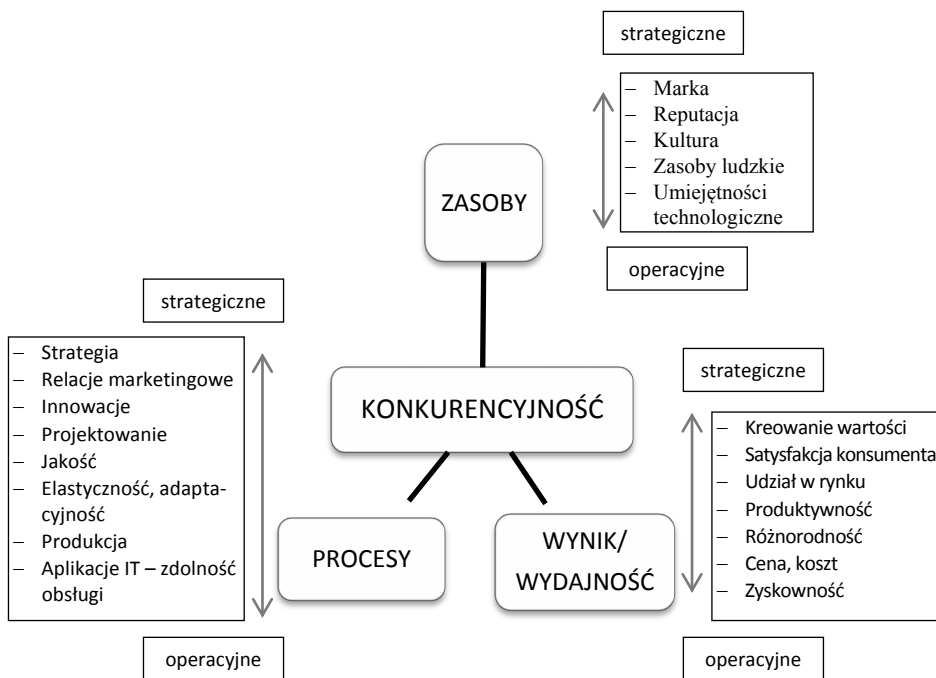 strategiczne
– Marka
– Reputacja
– Kultura
– Zasoby ludzkie
– Umiejętności
technologiczne
operacyjne
ZASOBY
strategiczne
– Strategia
– Relacje marketingowe
– Innowacje
– Projektowanie
– Jakość
– Elastyczność, adapta-
cyjność
– Produkcja
– Aplikacje IT – zdolność
obsługi
operacyjne
KONKURENCYJNOŚĆ
PROCESY
WYNIK/
WYDAJNOŚĆ
strategiczne
– Kreowanie wartości
– Satysfakcja konsumenta
– Udział w rynku
– Produktywność
– Różnorodność
– Cena, koszt
– Zyskowność
operacyjne